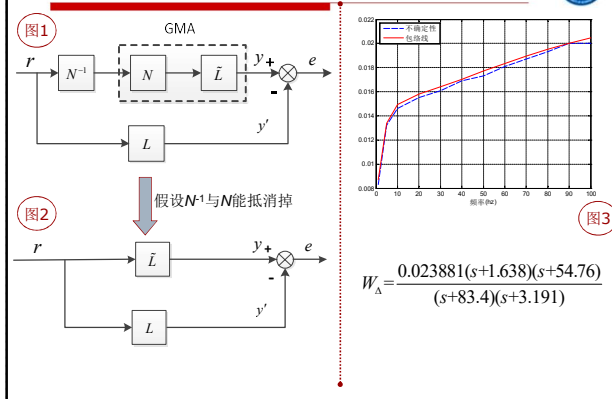 图1
GMA
r
N⁻¹
N
L̃
y
+
-
e
L
y′
假设N⁻¹与N能抵消掉
图2
r
L̃
y
+
-
e
L
y′
0.022
0.02
0.018
0.016
0.014
0.012
0.01
0.008
不确定性
包络线
0 10 20 30 40 50 60 70 80 90 100
频率(hz)
图3
W_Δ = 0.023881(s+1.638)(s+54.76) / (s+83.4)(s+3.191)